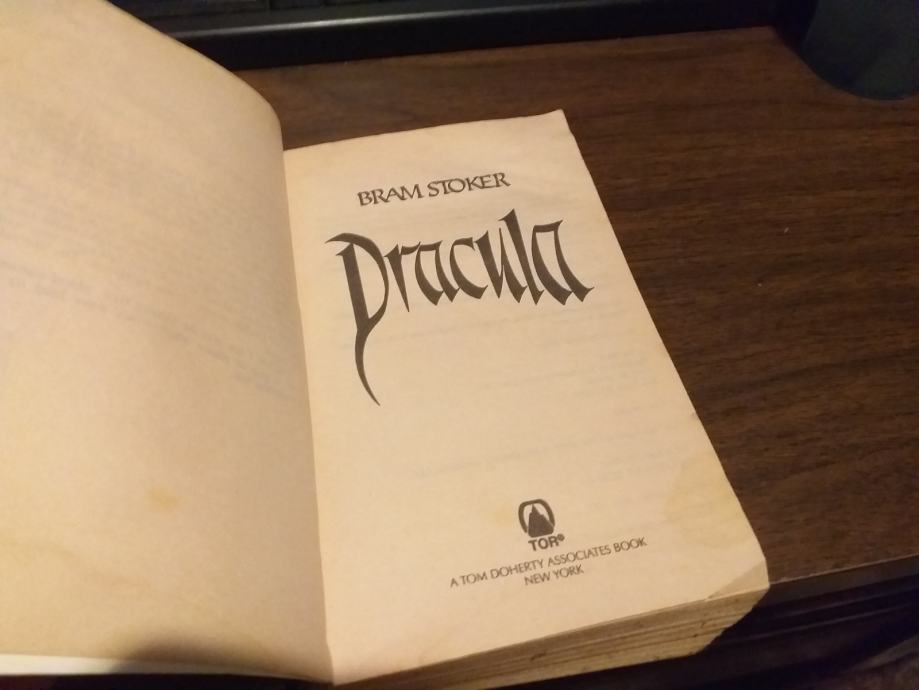 BRAM STOKER
Dracula
TOR®
A TOM DOHERTY ASSOCIATES BOOK
NEW YORK